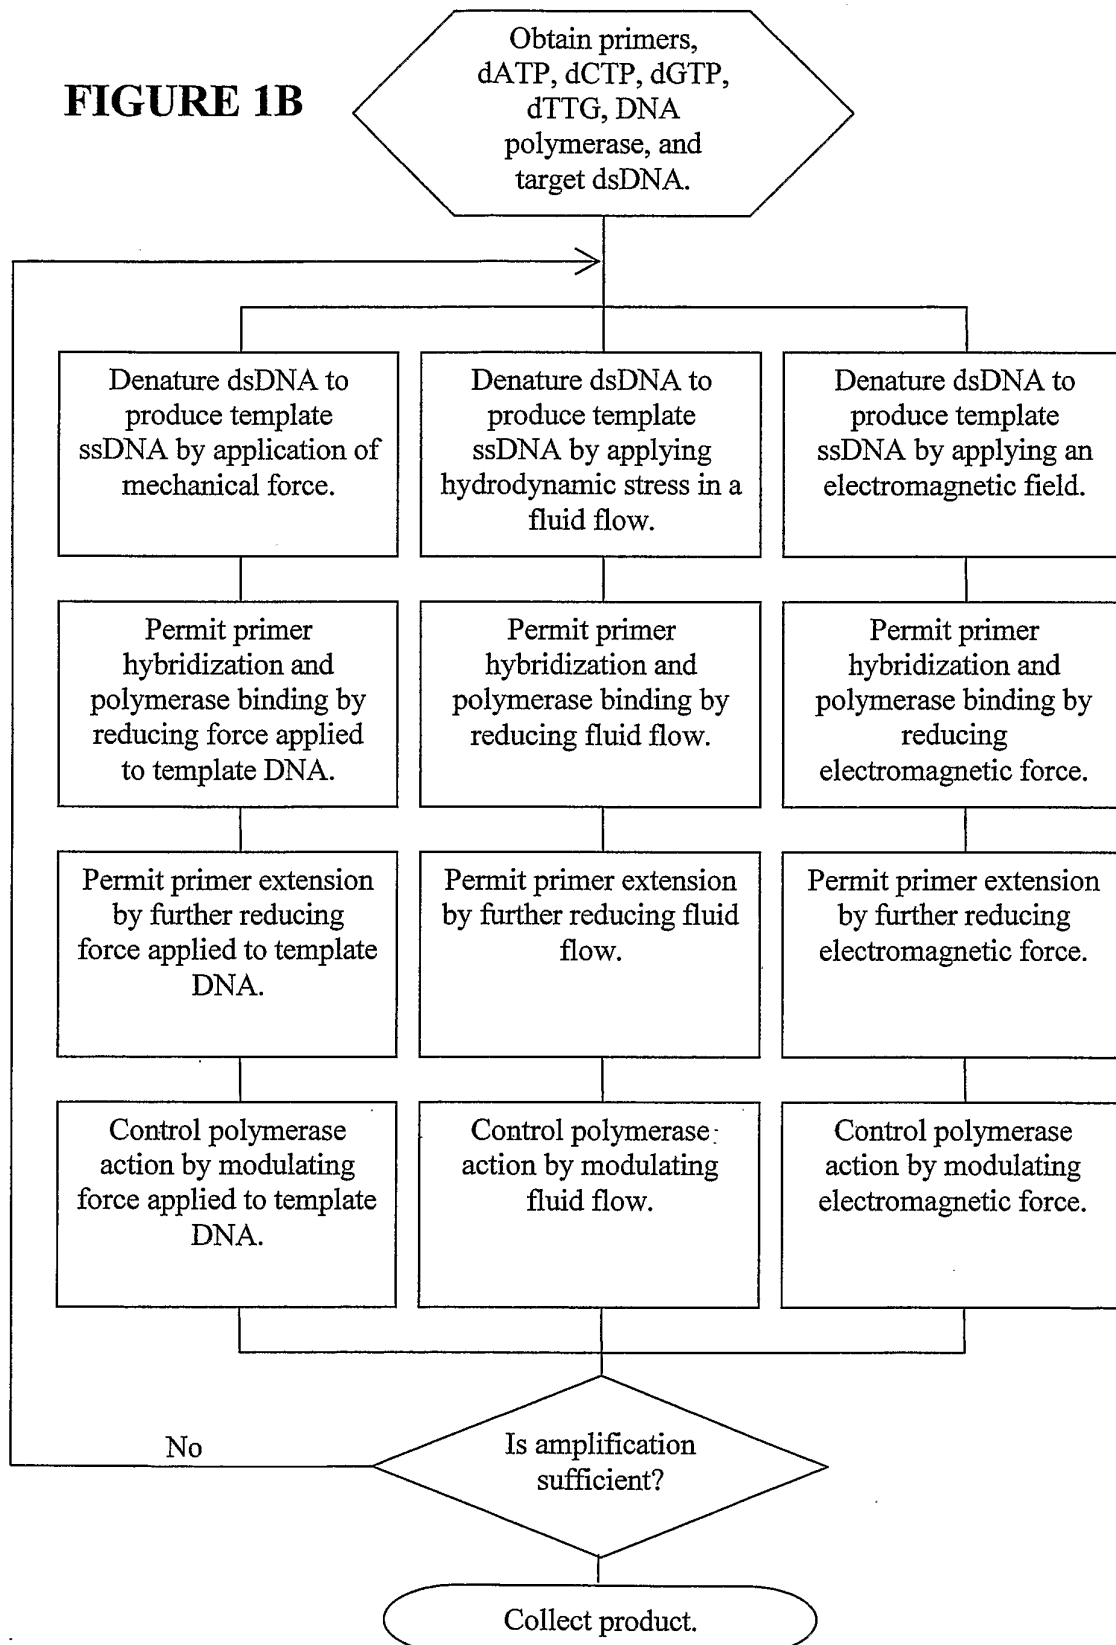 FIGURE 1B
Obtain primers,
dATP, dCTP, dGTP,
dTTG, DNA
polymerase, and
target dsDNA.
Denature dsDNA to
produce template
ssDNA by application of
mechanical force.
Denature dsDNA to
produce template
ssDNA by applying
hydrodynamic stress in a
fluid flow.
Denature dsDNA to
produce template
ssDNA by applying an
electromagnetic field.
Permit primer
hybridization and
polymerase binding by
reducing force applied
to template DNA.
Permit primer
hybridization and
polymerase binding by
reducing fluid flow.
Permit primer
hybridization and
polymerase binding by
reducing
electromagnetic force.
Permit primer extension
by further reducing
force applied to template
DNA.
Permit primer extension
by further reducing fluid
flow.
Permit primer extension
by further reducing
electromagnetic force.
Control polymerase
action by modulating
force applied to template
DNA.
Control polymerase
action by modulating
fluid flow.
Control polymerase
action by modulating
electromagnetic force.
No
Is amplification
sufficient?
Collect product.